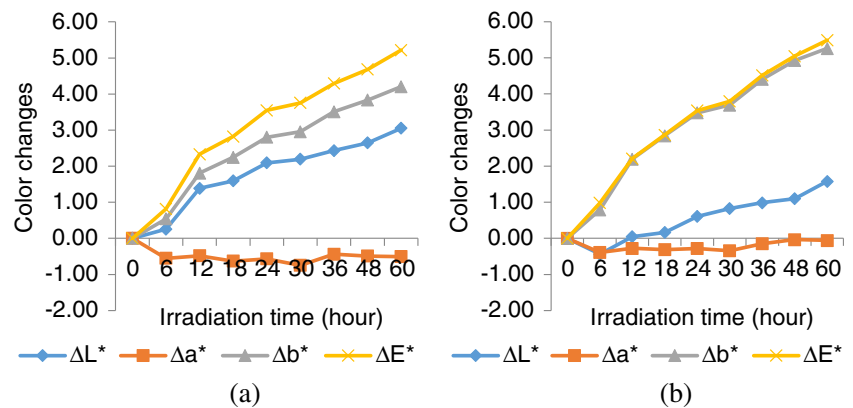 6.00
5.00
4.00
3.00
2.00
1.00
0.00
-1.00
-2.00
Color changes
0 6 12 18 24 30 36 48 60
Irradiation time (hour)
ΔL* Δa* Δb* ΔE*
(a)
6.00
5.00
4.00
3.00
2.00
1.00
0.00
-1.00
-2.00
Color changes
0 6 12 18 24 30 36 48 60
Irradiation time (hour)
ΔL* Δa* Δb* ΔE*
(b)